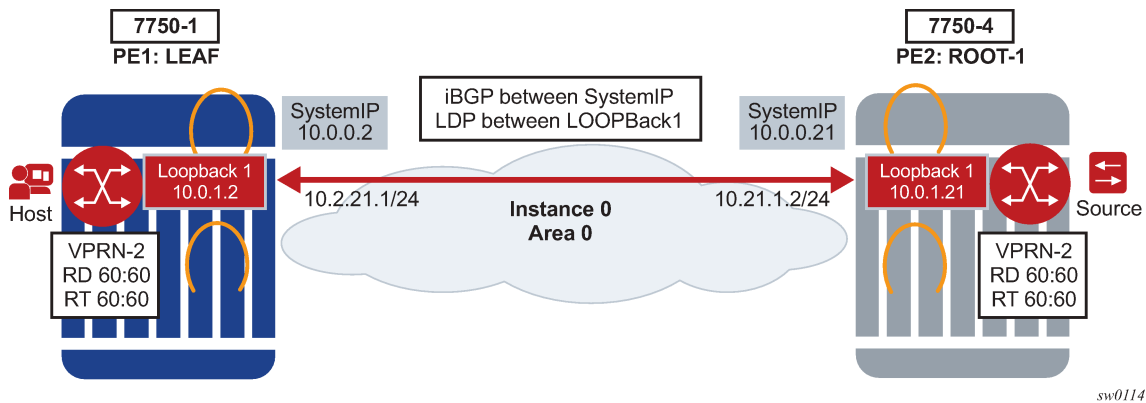 7750-1
PE1: LEAF
7750-4
PE2: ROOT-1
SystemIP
10.0.0.2
iBGP between SystemIP
LDP between LOOPBack1
SystemIP
10.0.0.21
Host
Loopback 1
10.0.1.2
10.2.21.1/24
Instance 0
Area 0
10.21.1.2/24
Loopback 1
10.0.1.21
Source
VPRN-2
RD 60:60
RT 60:60
VPRN-2
RD 60:60
RT 60:60
sw0114